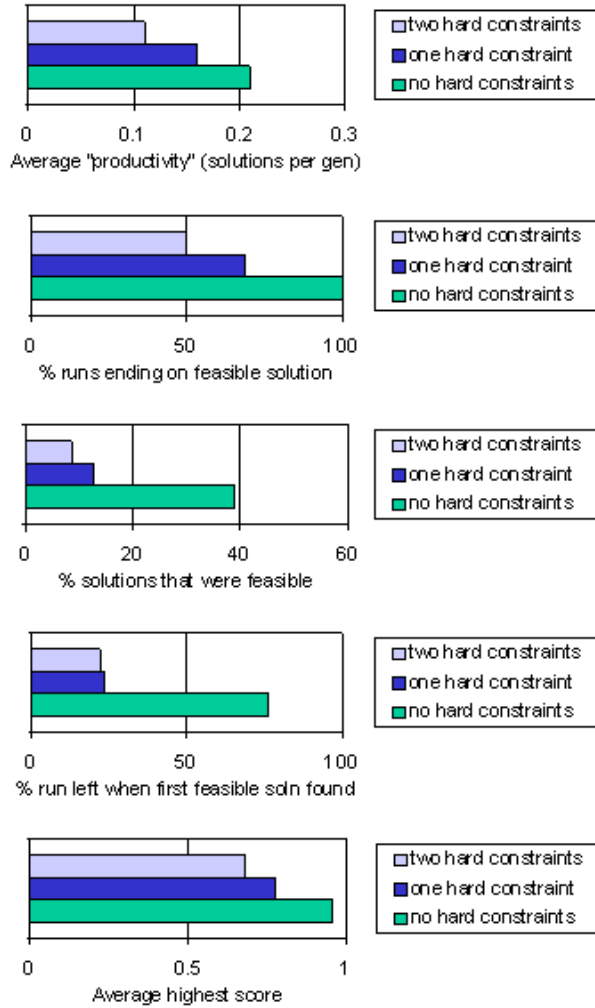 two hard constraints
one hard constraint
no hard constraints
0 0.1 0.2 0.3
Average "productivity" (solutions per gen)
two hard constraints
one hard constraint
no hard constraints
0 50 100
% runs ending on feasible solution
two hard constraints
one hard constraint
no hard constraints
0 20 40 60
% solutions that were feasible
two hard constraints
one hard constraint
no hard constraints
0 50 100
% run left when first feasible soln found
two hard constraints
one hard constraint
no hard constraints
0 0.5 1
Average highest score